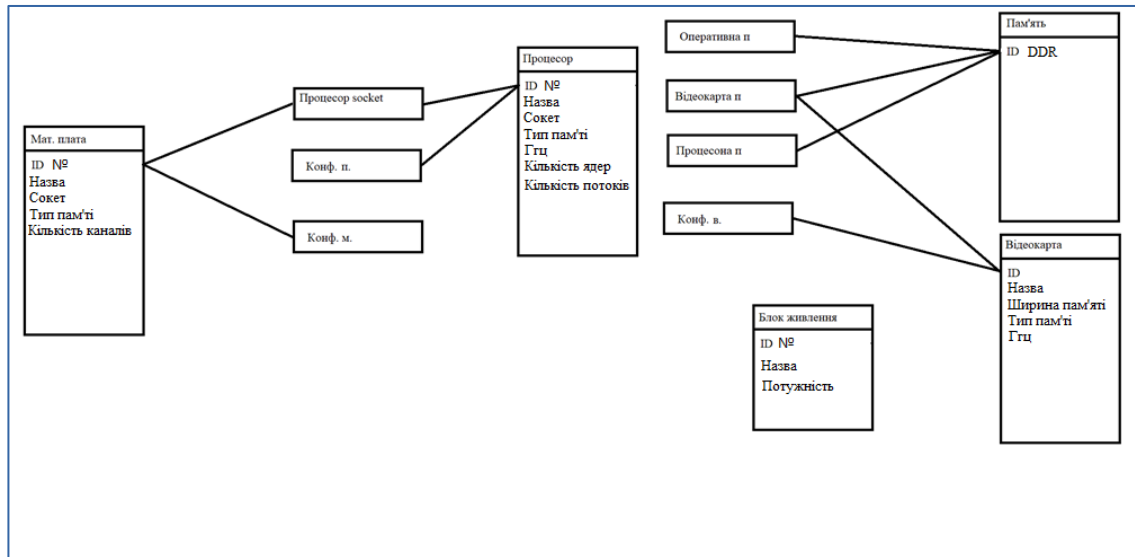 Мат. плата
ID №
Назва
Сокет
Тип пам'ті
Кількість каналів
Процесор socket
Конф. п.
Конф. м.
Процесор
ID №
Назва
Сокет
Тип пам'ті
Ггц
Кількість ядер
Кількість потоків
Оперативна п
Відеокарта п
Процесона п
Конф. в.
Блок живлення
ID №
Назва
Потужність
Пам'ять
ID DDR
Відеокарта
ID
Назва
Ширина пам'яті
Тип пам'ті
Ггц